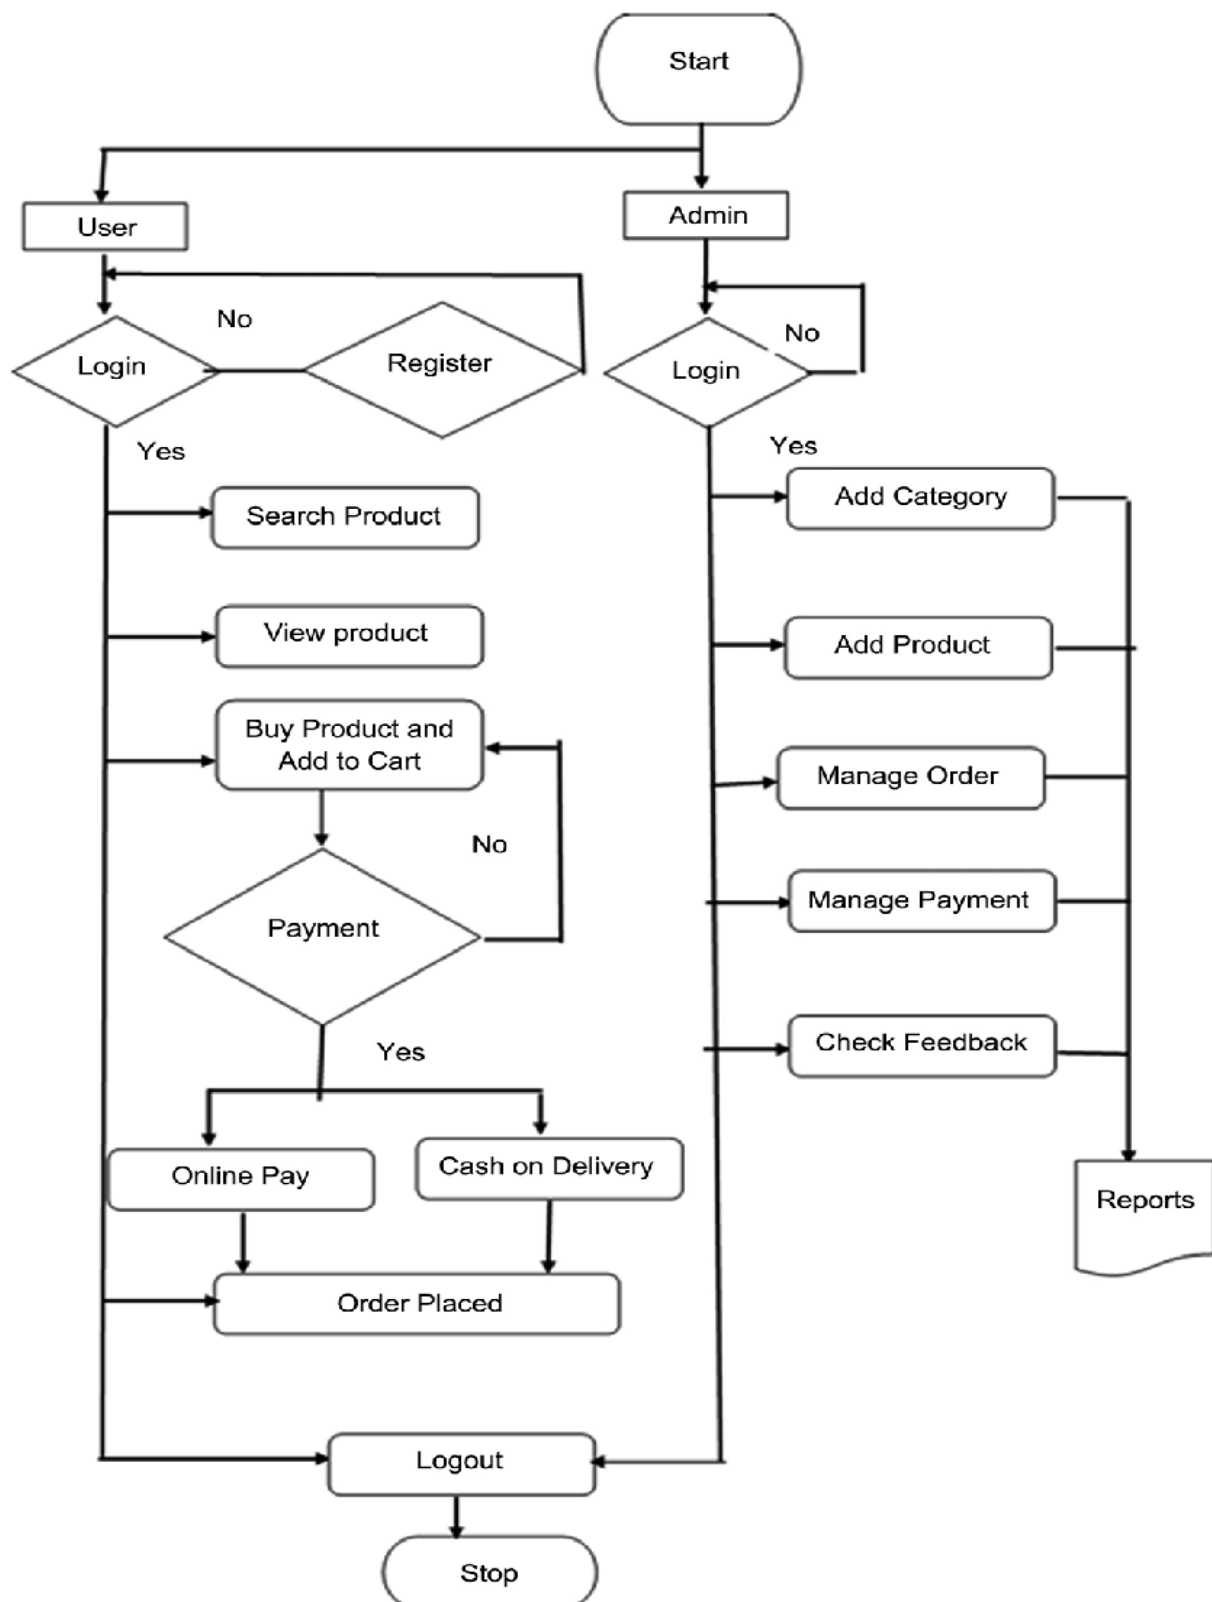 Start
User
Admin
No
Login
Register
No
Login
Yes
Yes
Search Product
Add Category
View product
Add Product
Buy Product and
Add to Cart
Manage Order
No
Payment
Manage Payment
Yes
Check Feedback
Online Pay
Cash on Delivery
Reports
Order Placed
Logout
Stop